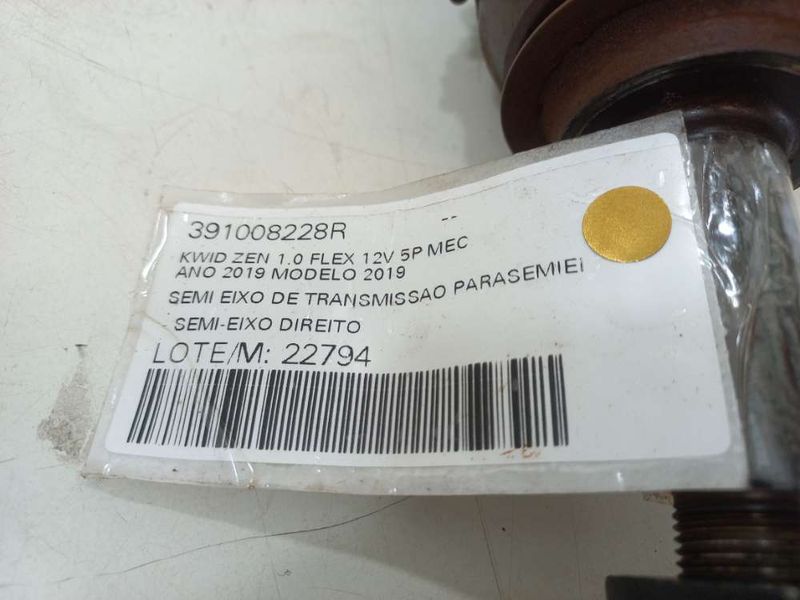 391008228R --
KWID ZEN 1.0 FLEX 12V 5P MEC
ANO 2019 MODELO 2019
SEMI EIXO DE TRANSMISSAO PARASEMIEI
SEMI-EIXO DIREITO
LOTE/M: 22794